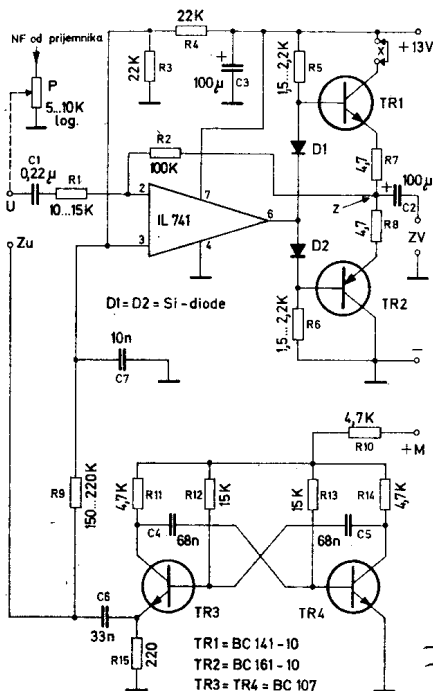 NF od prijemnika
P
5...10K
log.
22K
R4
22K
R3
+
100µ
C3
1,5...2,2K
R5
x
+13V
TR1
D1
4,7
R7
R2
100K
C1
0,22µ
U
R1
10...15K
2
7
IL 741
6
3
4
Z
+
100µ
C2
4,7
R8
ZV
Zu
D2
TR2
D1=D2= Si-diode
1,5...2,2K
R6
−
10n
C7
4,7K
R10
+M
R9
150...220K
4,7K
R11
R12
15K
15K
R13
R14
4,7K
C4
68n
68n
C5
C6
33n
TR3
TR4
R15
220
TR1= BC 141-10
TR2= BC 161-10
TR3= TR4= BC 107